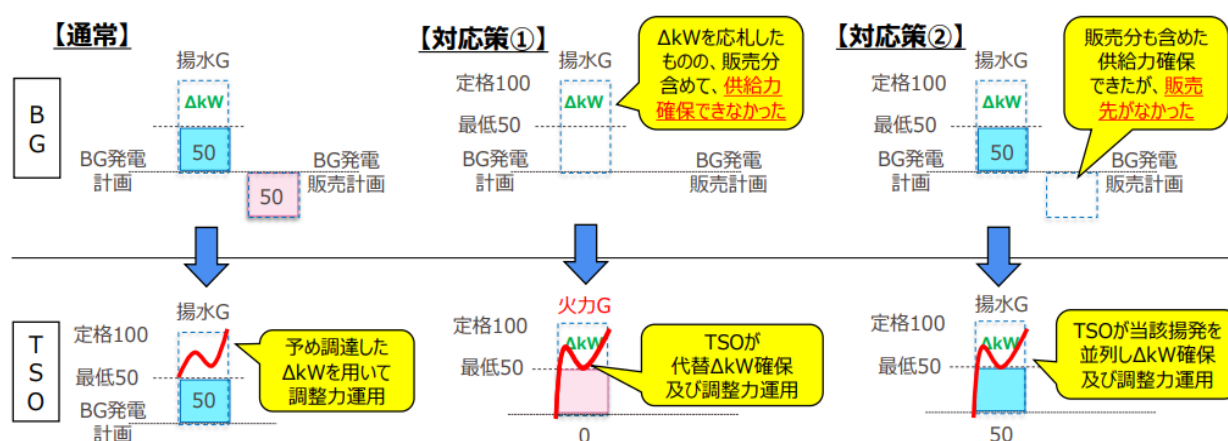 【通常】
【対応策①】
【対応策②】
BG
揚水G
定格100
ΔkW
最低50
50
BG発電
計画
BG発電
販売計画
50
揚水G
定格100
ΔkW
最低50
BG発電
計画
BG発電
販売計画
ΔkWを応札した
ものの、販売分
含めて、供給力
確保できなかった
揚水G
定格100
ΔkW
最低50
50
BG発電
計画
BG発電
販売計画
販売分も含めた
供給力確保
できたが、販売
先がなかった
TSO
揚水G
定格100
最低50
50
BG発電
計画
予め調達した
ΔkWを用いて
調整力運用
火力G
定格100
ΔkW
最低50
0
TSOが
代替ΔkW確保
及び調整力運用
揚水G
定格100
ΔkW
最低50
50
TSOが当該揚発を
並列しΔkW確保
及び調整力運用